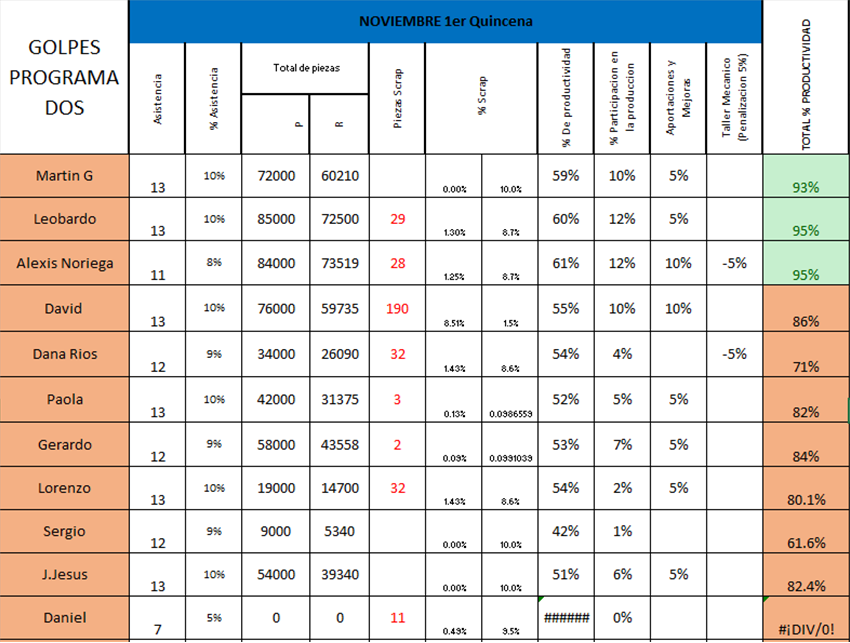 NOVIEMBRE 1er Quincena
GOLPES
PROGRAMA
DOS
Asistencia
% Asistencia
Total de piezas
P
R
Piezas Scrap
% Scrap
% De productividad
% Participacion en
la produccion
Aportaciones y
Mejoras
Taller Mecanico
(Penalizacion 5%)
TOTAL % PRODUCTIVIDAD
Martin G 13 10% 72000 60210 0.00% 10.0% 59% 10% 5% 93%
Leobardo 13 10% 85000 72500 29 1.30% 8.7% 60% 12% 5% 95%
Alexis Noriega 11 8% 84000 73519 28 1.25% 8.7% 61% 12% 10% -5% 95%
David 13 10% 76000 59735 190 8.51% 1.5% 55% 10% 10% 86%
Dana Rios 12 9% 34000 26090 32 1.43% 8.6% 54% 4% -5% 71%
Paola 13 10% 42000 31375 3 0.13% 0.0986559 52% 5% 5% 82%
Gerardo 12 9% 58000 43558 2 0.09% 0.0991039 53% 7% 5% 84%
Lorenzo 13 10% 19000 14700 32 1.43% 8.6% 54% 2% 5% 80.1%
Sergio 12 9% 9000 5340 0.00% 10.0% 42% 1% 61.6%
J.Jesus 13 10% 54000 39340 0.00% 10.0% 51% 6% 5% 82.4%
Daniel 7 5% 0 0 11 0.49% 9.5% ###### 0% #¡DIV/0!